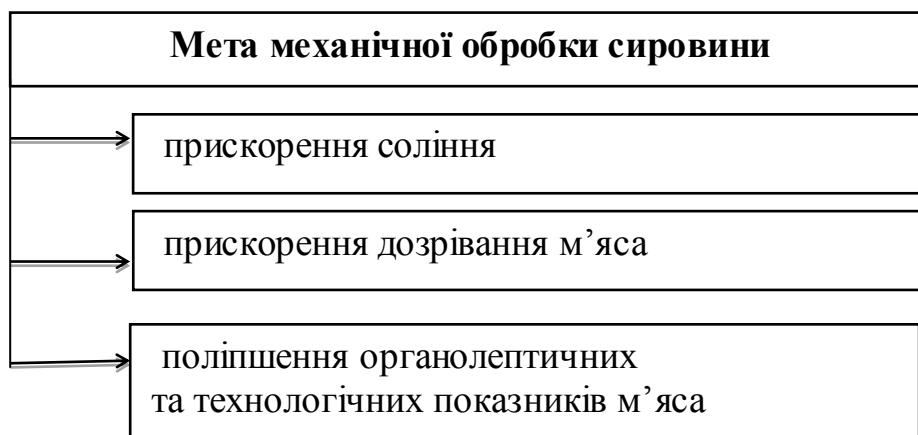 Мета механічної обробки сировини
прискорення соління
прискорення дозрівання м’яса
поліпшення органолептичних
та технологічних показників м’яса